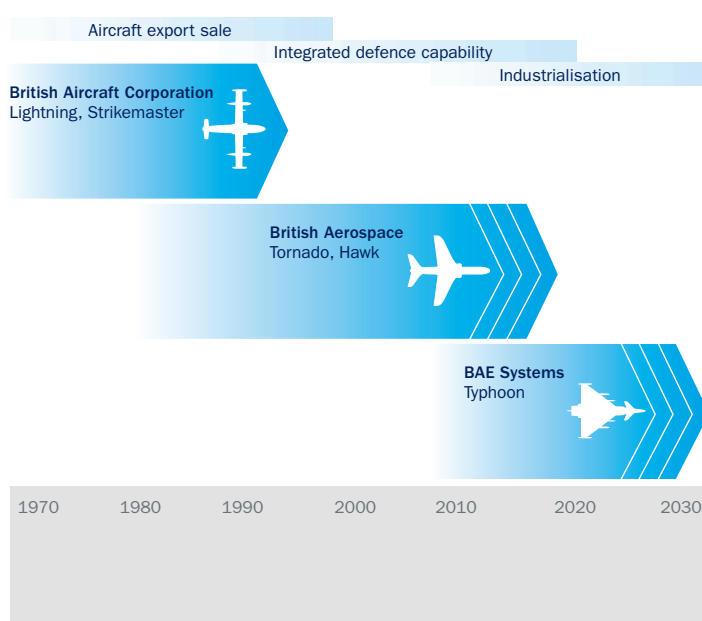 Aircraft export sale
Integrated defence capability
Industrialisation
British Aircraft Corporation
Lightning, Strikemaster
British Aerospace
Tornado, Hawk
BAE Systems
Typhoon
1970 1980 1990 2000 2010 2020 2030